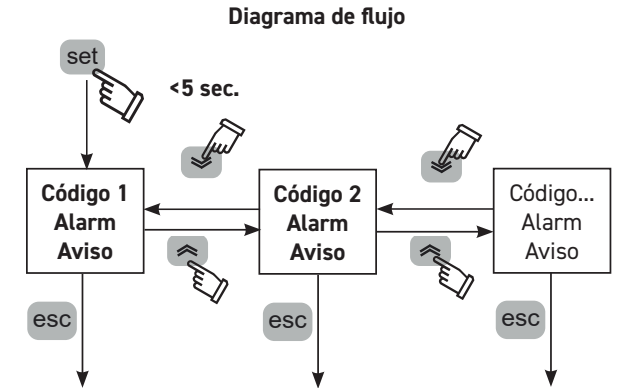 Diagrama de flujo
set
<5 sec.
Código 1
Alarm
Aviso
Código 2
Alarm
Aviso
Código...
Alarm
Aviso
esc
esc
esc